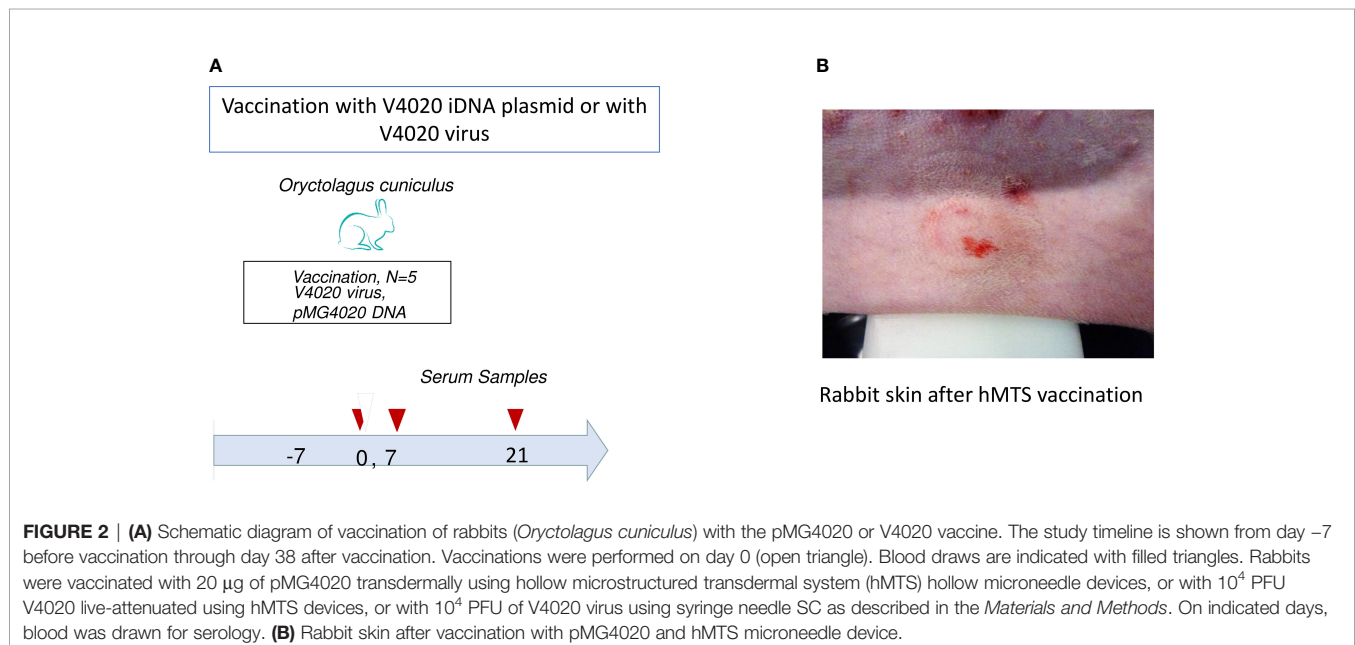 A
B
Vaccination with V4020 iDNA plasmid or with
V4020 virus
Oryctolagus cuniculus
Vaccination, N=5
V4020 virus,
pMG4020 DNA
Serum Samples
-7 0, 7 21
Rabbit skin after hMTS vaccination
FIGURE 2 | (A) Schematic diagram of vaccination of rabbits (Oryctolagus cuniculus) with the pMG4020 or V4020 vaccine. The study timeline is shown from day −7
before vaccination through day 38 after vaccination. Vaccinations were performed on day 0 (open triangle). Blood draws are indicated with filled triangles. Rabbits
were vaccinated with 20 μg of pMG4020 transdermally using hollow microstructured transdermal system (hMTS) hollow microneedle devices, or with 10⁴ PFU
V4020 live-attenuated using hMTS devices, or with 10⁴ PFU of V4020 virus using syringe needle SC as described in the Materials and Methods. On indicated days,
blood was drawn for serology. (B) Rabbit skin after vaccination with pMG4020 and hMTS microneedle device.